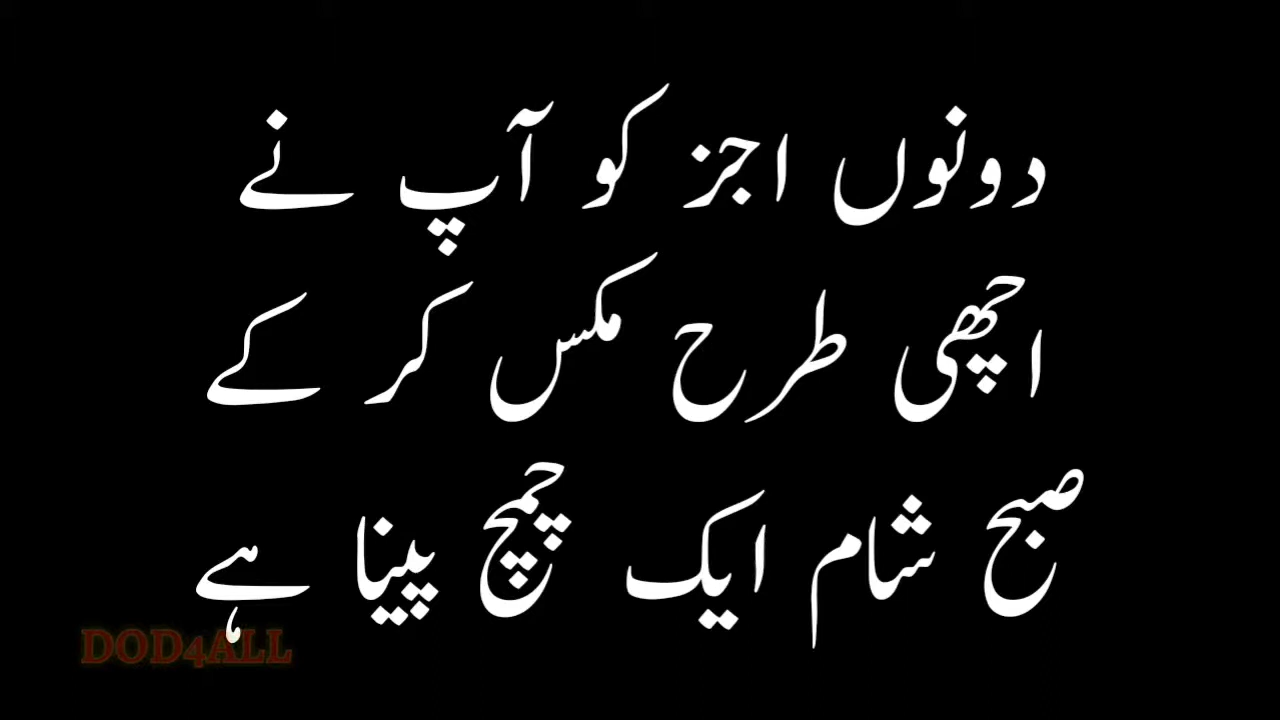 دونوں اجز کو آپ نے
اچھی طرح مکس کر کے
صبح شام ایک چمچ پینا ہے
DOD4ALL